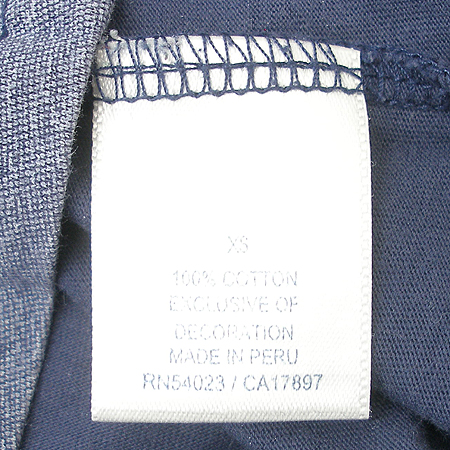 XS
100% COTTON
EXCLUSIVE OF
DECORATION
MADE IN PERU
RN54023 / CA17897